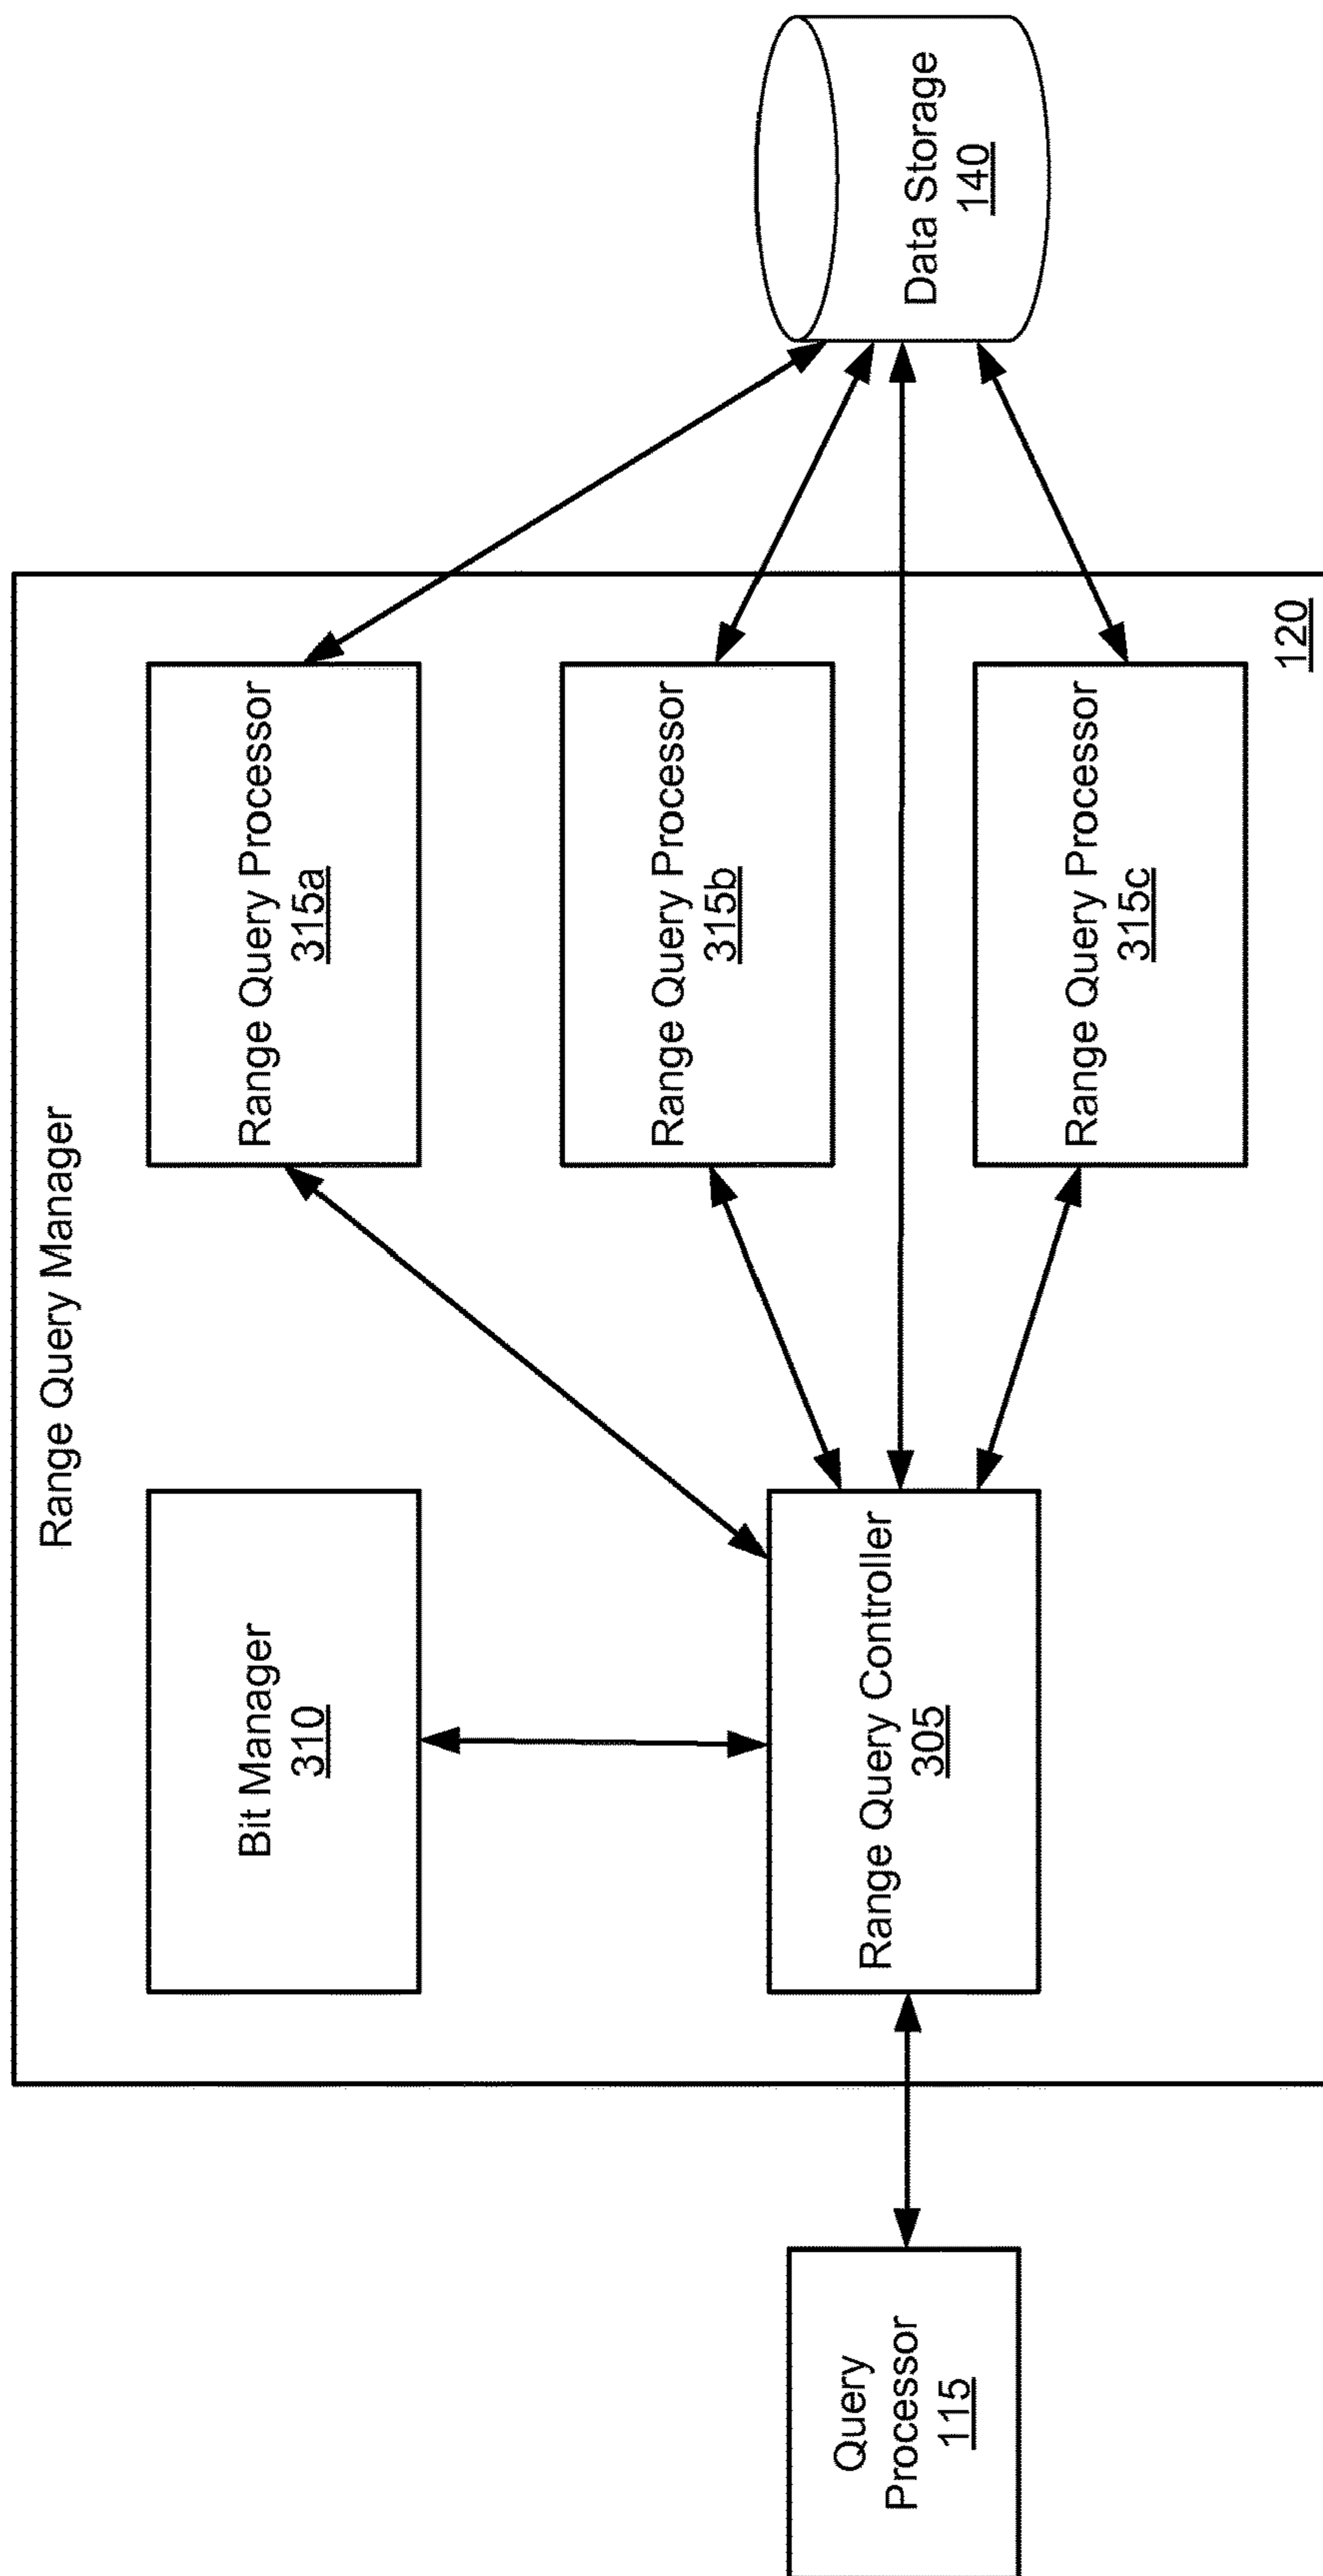 Range Query Manager
Bit Manager
310
Range Query Processor
315a
Range Query Processor
315b
Query
Processor
115
Range Query Controller
305
Data Storage
140
Range Query Processor
315c
120